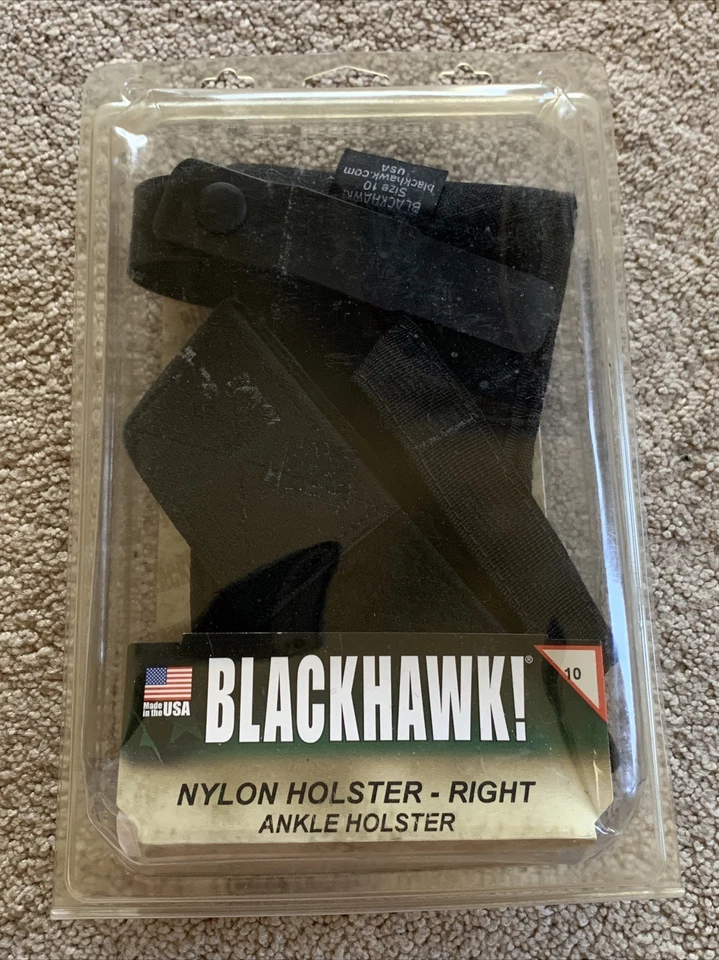 BLACKHAWK!
Size 10
blackhawk.com
USA
Made
in the USA
BLACKHAWK!®
10
NYLON HOLSTER - RIGHT
ANKLE HOLSTER